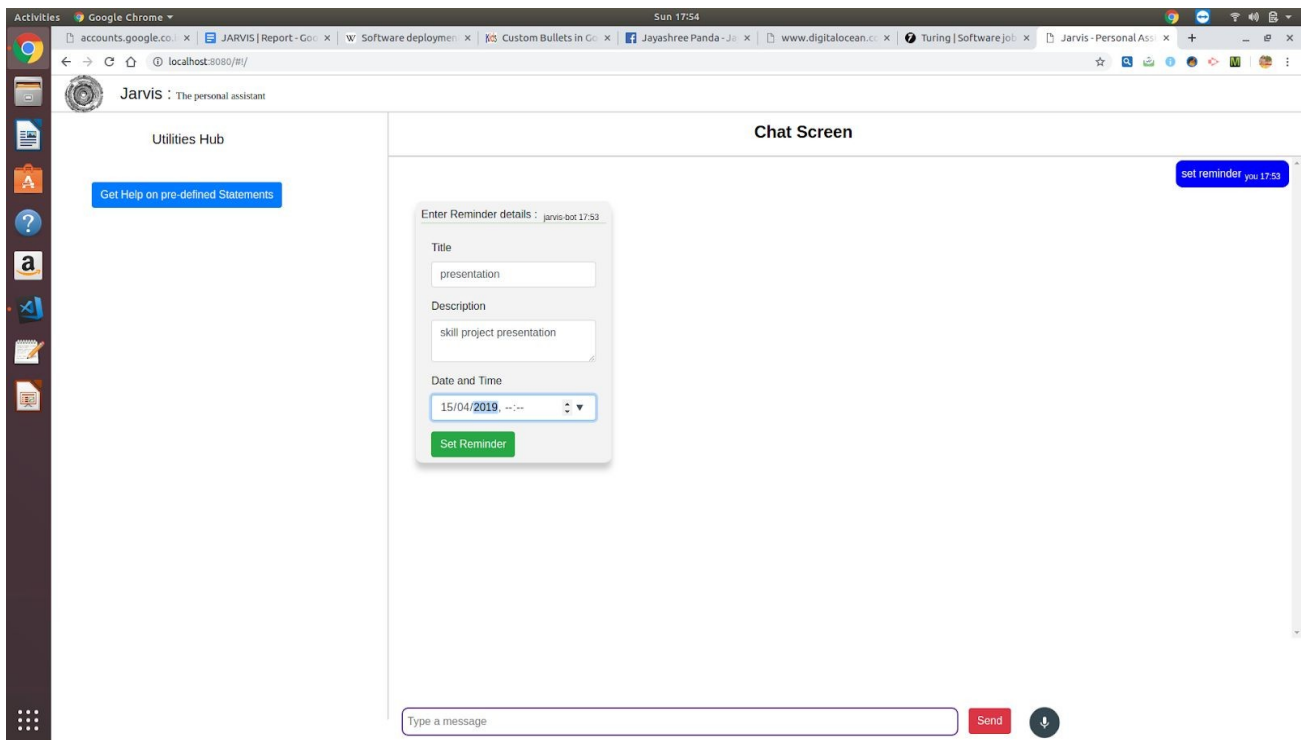 Activities Google Chrome Sun 17:54
accounts.google.co. JARVIS | Report - Goo Software deploymen Custom Bullets in Go Jayashree Panda - Ja www.digitalocean.co Turing | Software job Jarvis - Personal Ass
localhost:8080/#!/
Jarvis : The personal assistant
Utilities Hub
Get Help on pre-defined Statements
Chat Screen
set reminder you 17:53
Enter Reminder details : jarvis-bot 17:53
Title
presentation
Description
skill project presentation
Date and Time
15/04/2019, --:--
Set Reminder
Type a message
Send